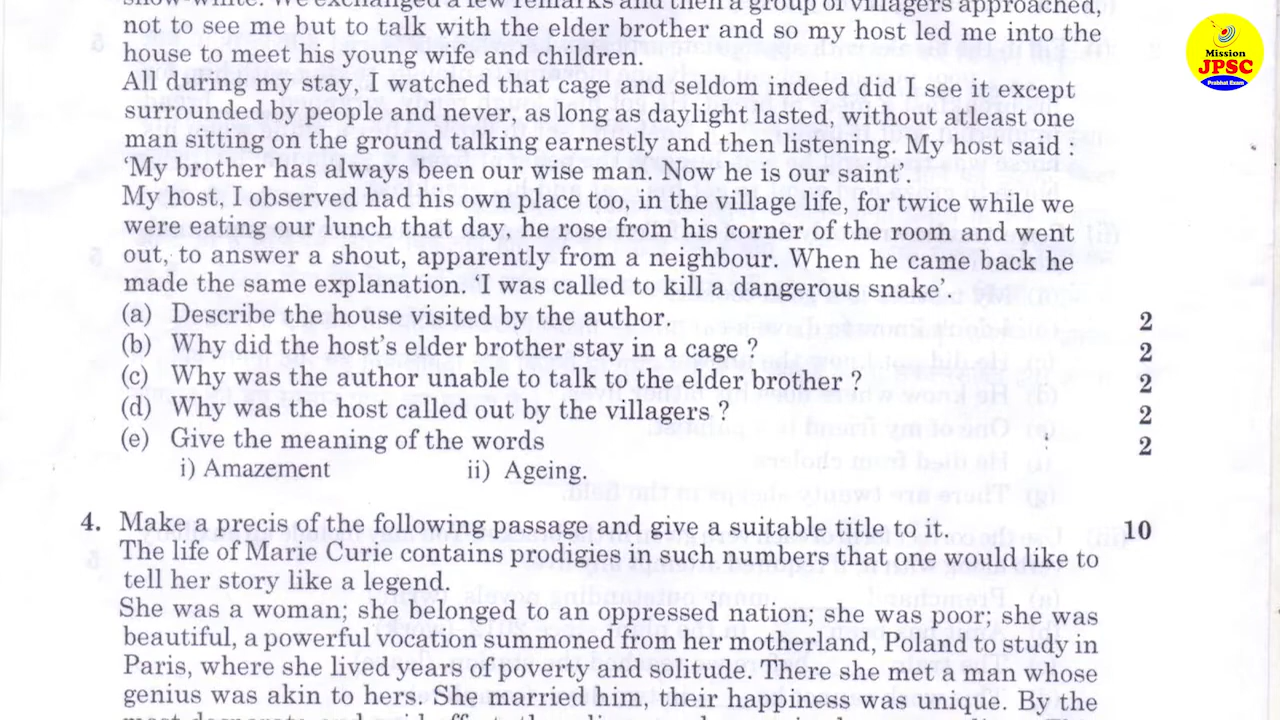 snow-white. We exchanged a few remarks and then a group of villagers approached,
not to see me but to talk with the elder brother and so my host led me into the
house to meet his young wife and children.
All during my stay, I watched that cage and seldom indeed did I see it except
surrounded by people and never, as long as daylight lasted, without atleast one
man sitting on the ground talking earnestly and then listening. My host said :
'My brother has always been our wise man. Now he is our saint'.
My host, I observed had his own place too, in the village life, for twice while we
were eating our lunch that day, he rose from his corner of the room and went
out, to answer a shout, apparently from a neighbour. When he came back he
made the same explanation. 'I was called to kill a dangerous snake'.
(a) Describe the house visited by the author. 2
(b) Why did the host's elder brother stay in a cage ? 2
(c) Why was the author unable to talk to the elder brother ? 2
(d) Why was the host called out by the villagers ? 2
(e) Give the meaning of the words 2
i) Amazement ii) Ageing.
4. Make a precis of the following passage and give a suitable title to it. 10
The life of Marie Curie contains prodigies in such numbers that one would like to
tell her story like a legend.
She was a woman; she belonged to an oppressed nation; she was poor; she was
beautiful, a powerful vocation summoned from her motherland, Poland to study in
Paris, where she lived years of poverty and solitude. There she met a man whose
genius was akin to hers. She married him, their happiness was unique. By the
Mission
JPSC
Prabhat Exam